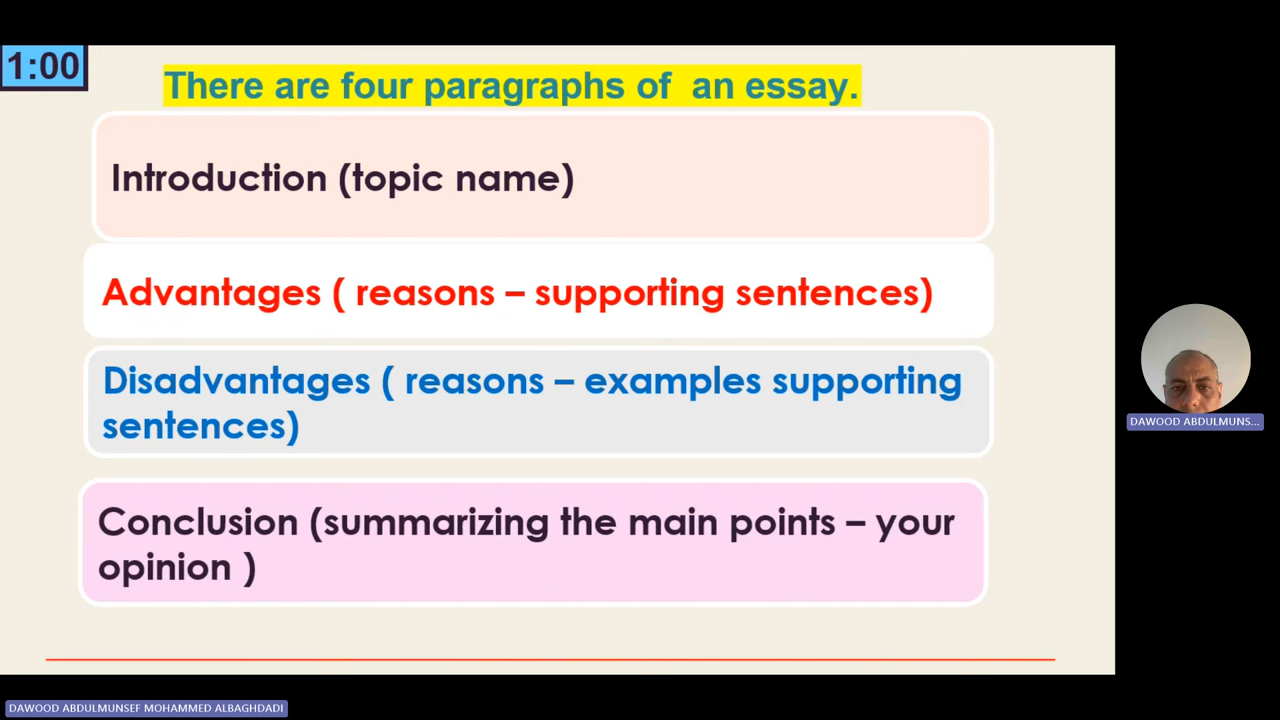 1:00
There are four paragraphs of an essay.
Introduction (topic name)
Advantages ( reasons – supporting sentences)
Disadvantages ( reasons – examples supporting
sentences)
Conclusion (summarizing the main points – your
opinion )
DAWOOD ABDULMUNS...
DAWOOD ABDULMUNSEF MOHAMMED ALBAGHDADI